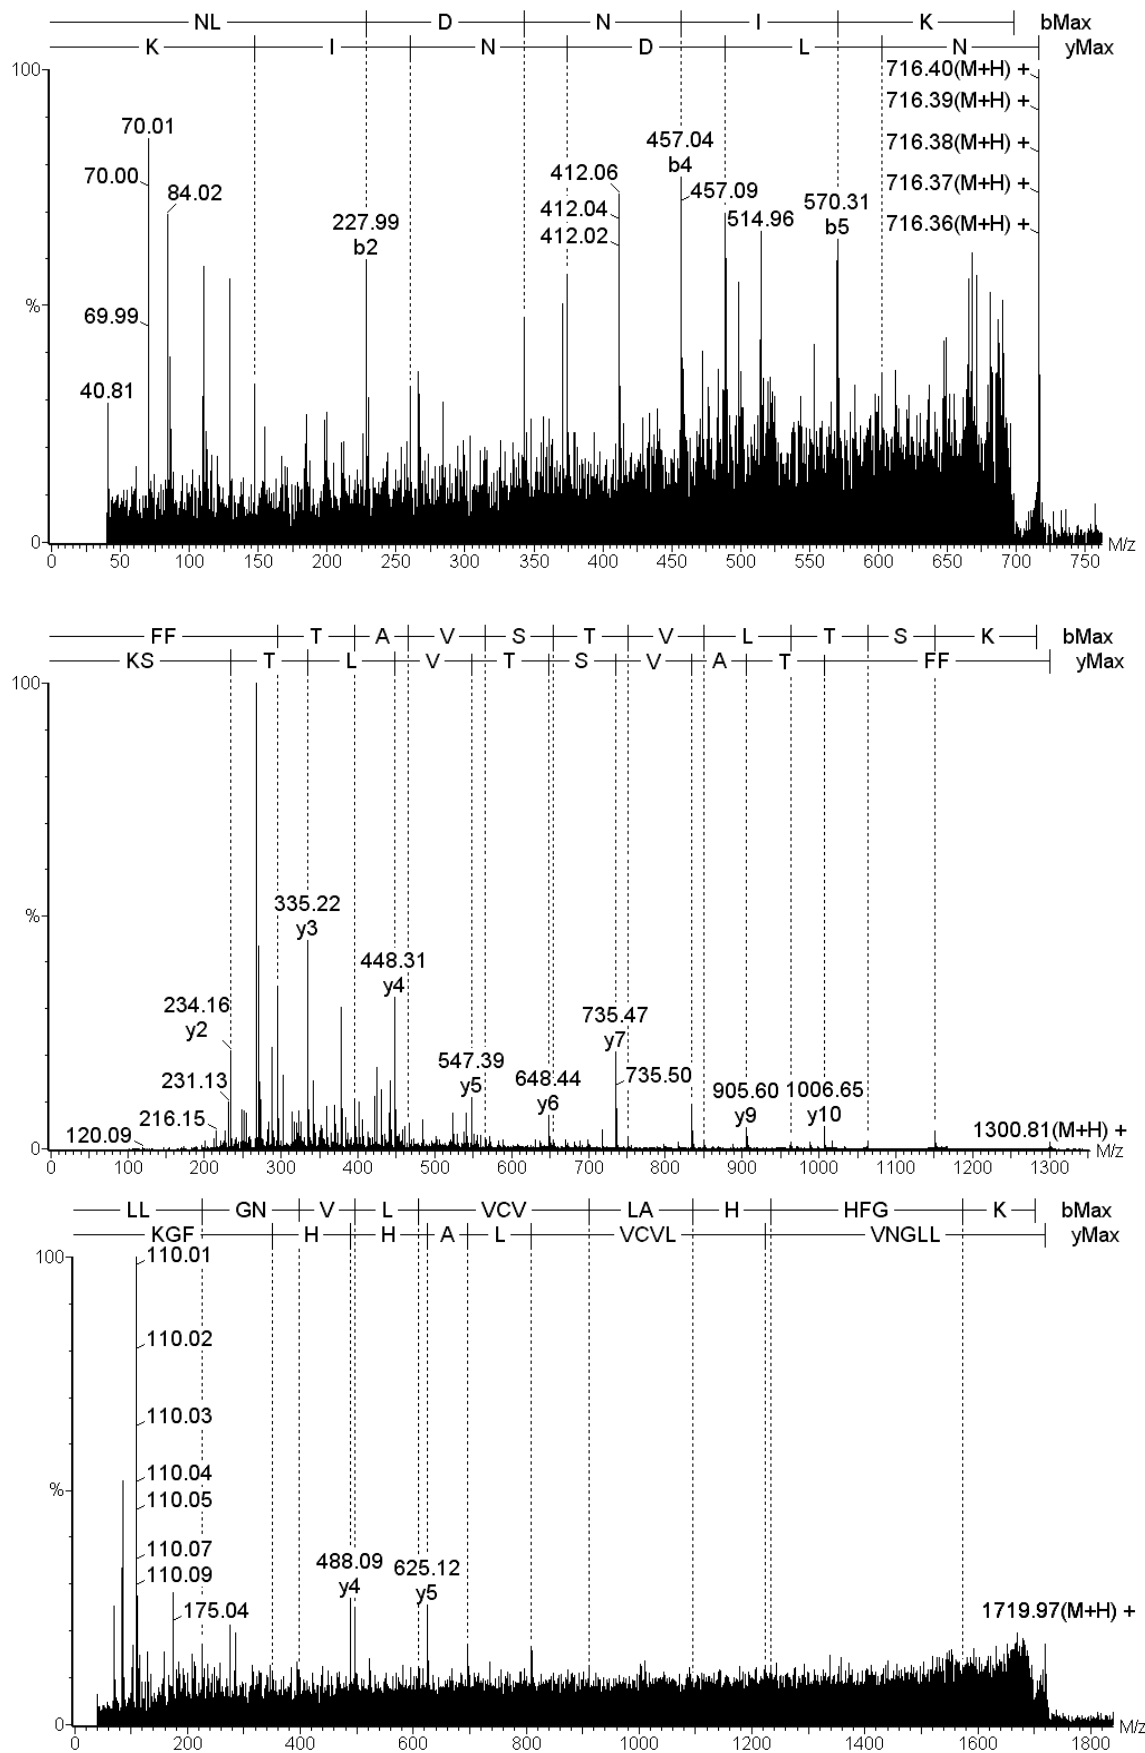 NL D N I K bMax
K I N D L N yMax
100
716.40(M+H) +
716.39(M+H) +
70.01
716.38(M+H) +
457.04
b4
412.06
70.00
716.37(M+H) +
84.02
457.09
570.31
b5
412.04
227.99
b2
514.96
716.36(M+H) +
412.02
%
69.99
40.81
0
0 50 100 150 200 250 300 350 400 450 500 550 600 650 700 750
M/z
FF T A V S T V L T S K bMax
KS T L V T S V A T FF yMax
100
%
335.22
y3
448.31
y4
234.16
y2
735.47
y7
547.39
y5
231.13
735.50
648.44
y6
905.60
y9
1006.65
y10
216.15
120.09
1300.81(M+H) +
0
0 100 200 300 400 500 600 700 800 900 1000 1100 1200 1300
M/z
LL GN V L VCV LA H HFG K bMax
KGF H H A L VCVL VNGLL yMax
100
110.01
110.02
110.03
110.04
%
110.05
110.07
110.09
488.09
y4
625.12
y5
175.04
1719.97(M+H) +
0
0 200 400 600 800 1000 1200 1400 1600 1800
M/z